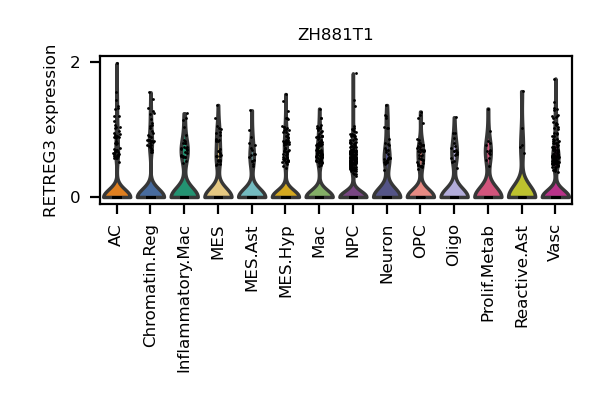 ZH881T1
RETREG3 expression
2
0
AC
Chromatin.Reg
Inflammatory.Mac
MES
MES.Ast
MES.Hyp
Mac
NPC
Neuron
OPC
Oligo
Prolif.Metab
Reactive.Ast
Vasc